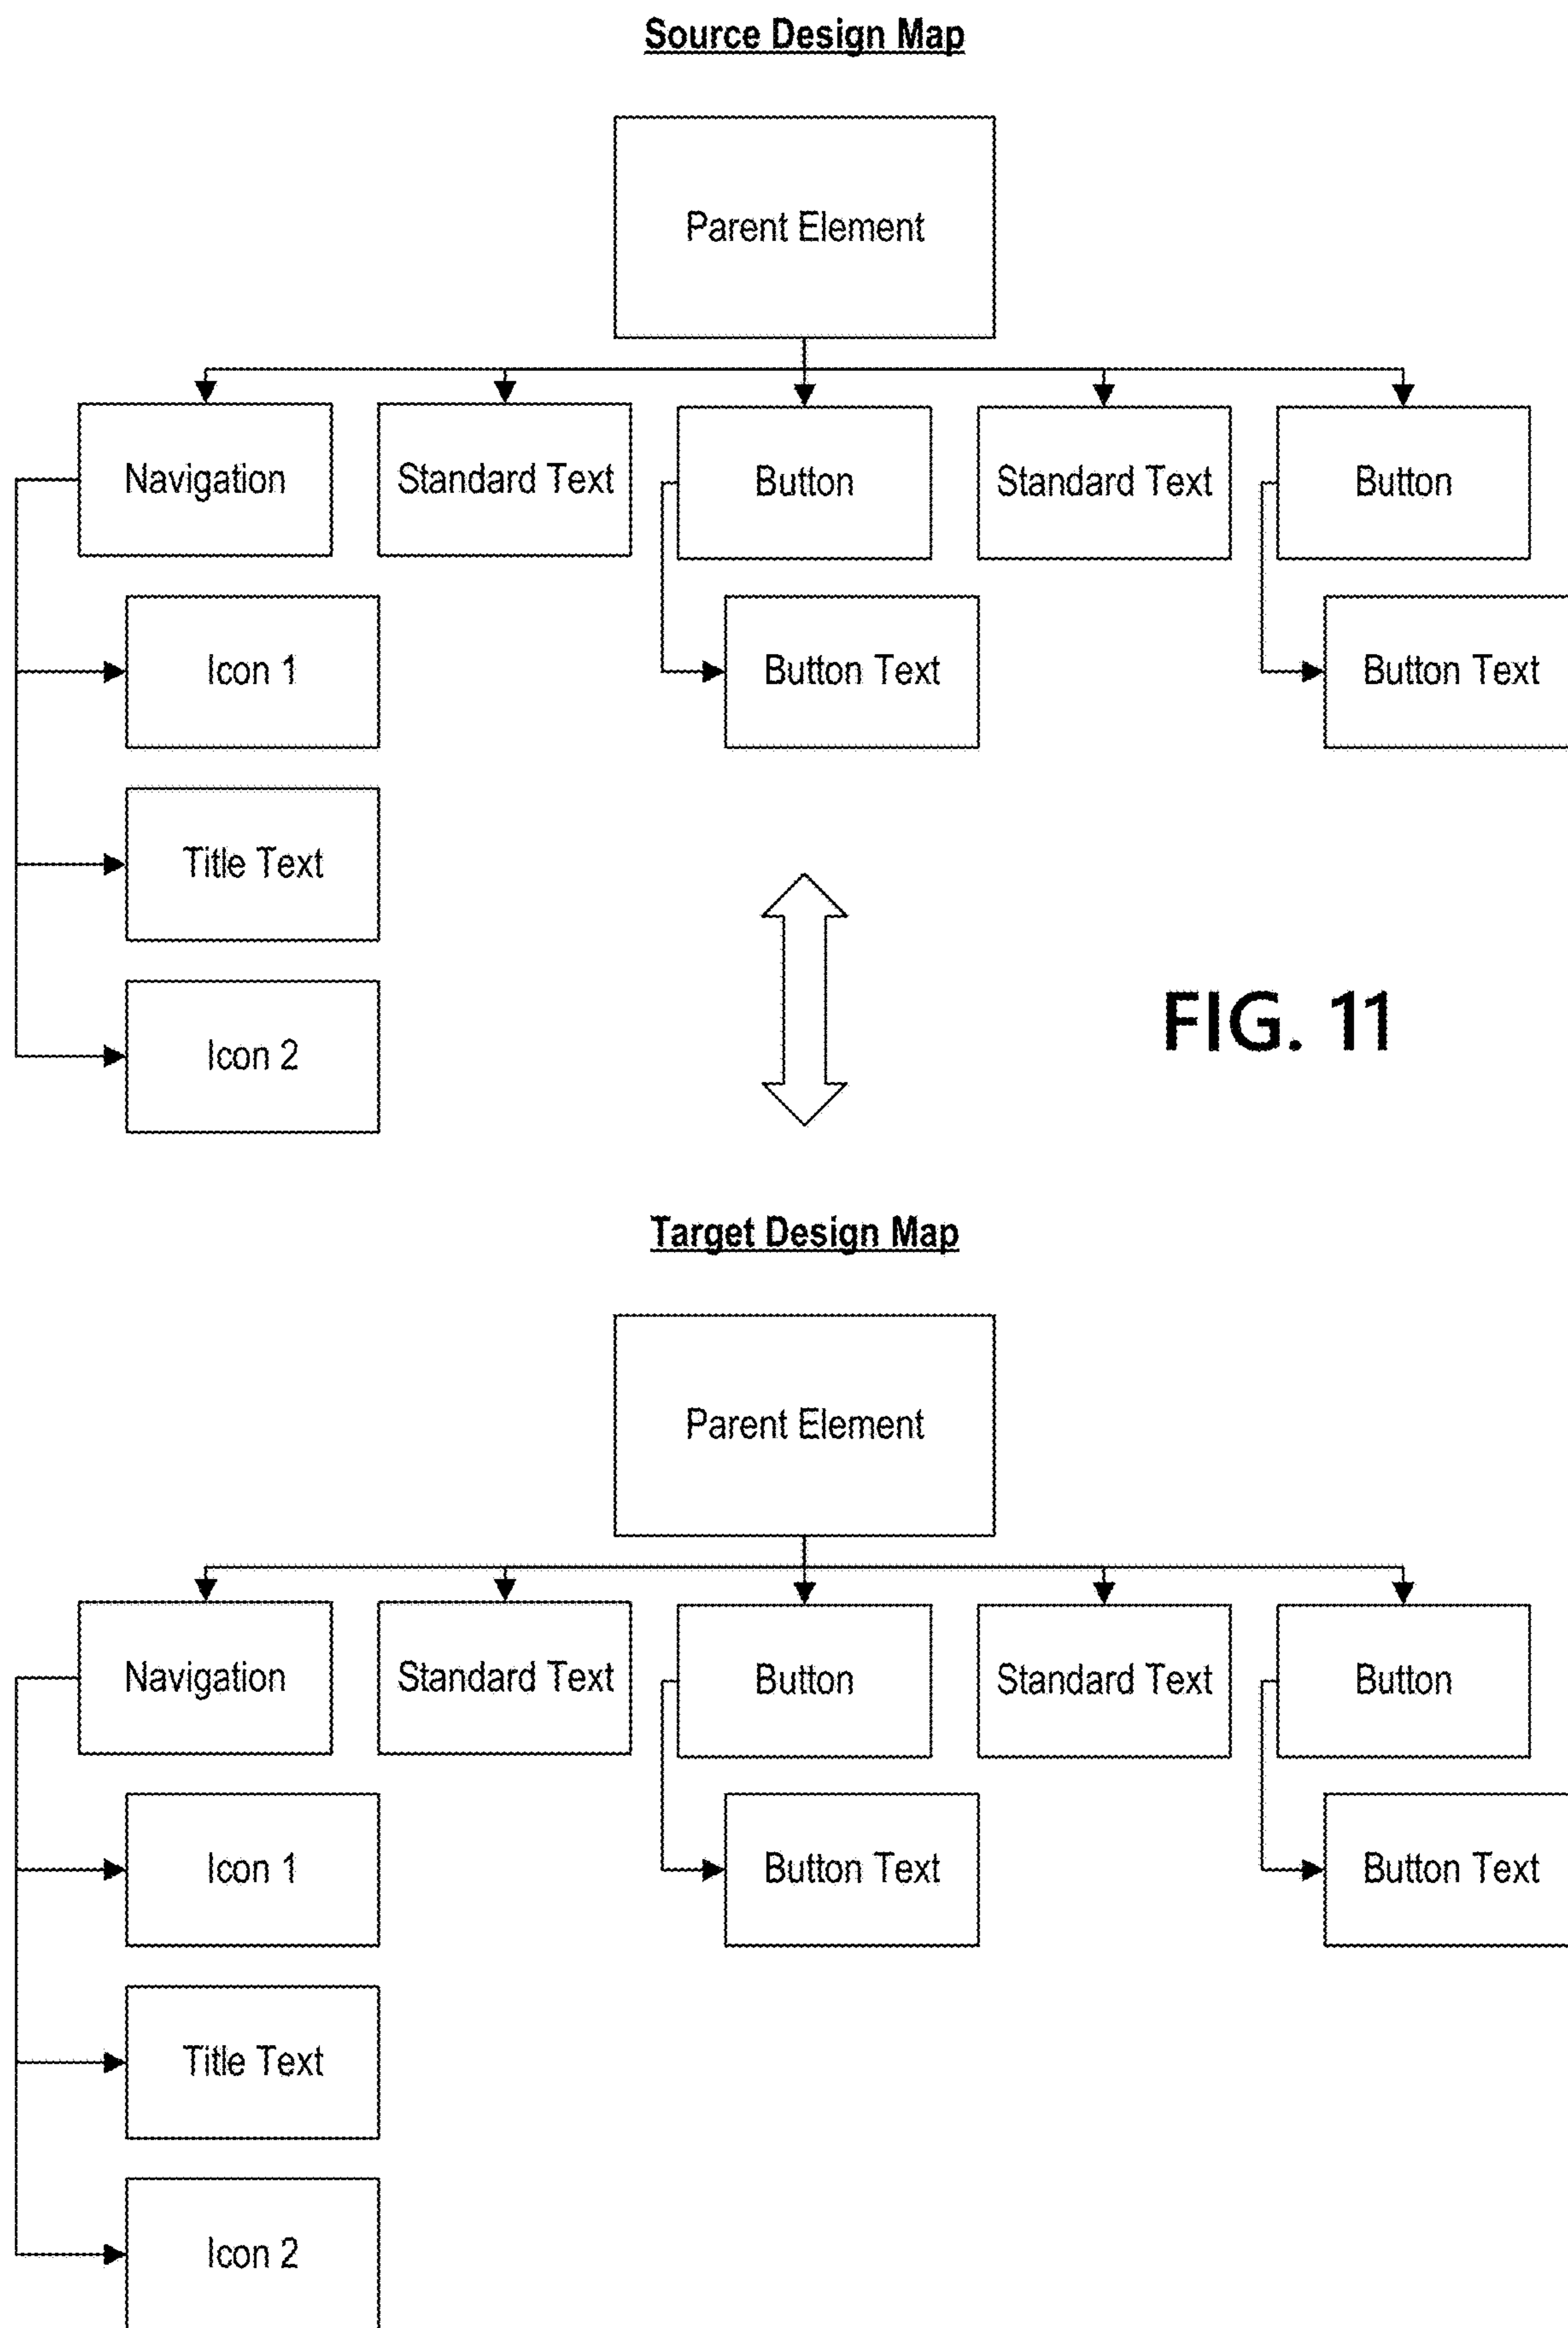 Source Design Map
Parent Element
Navigation
Standard Text
Button
Standard Text
Button
Icon 1
Button Text
Button Text
Title Text
Icon 2
FIG. 11
Target Design Map
Parent Element
Navigation
Standard Text
Button
Standard Text
Button
Icon 1
Button Text
Button Text
Title Text
Icon 2